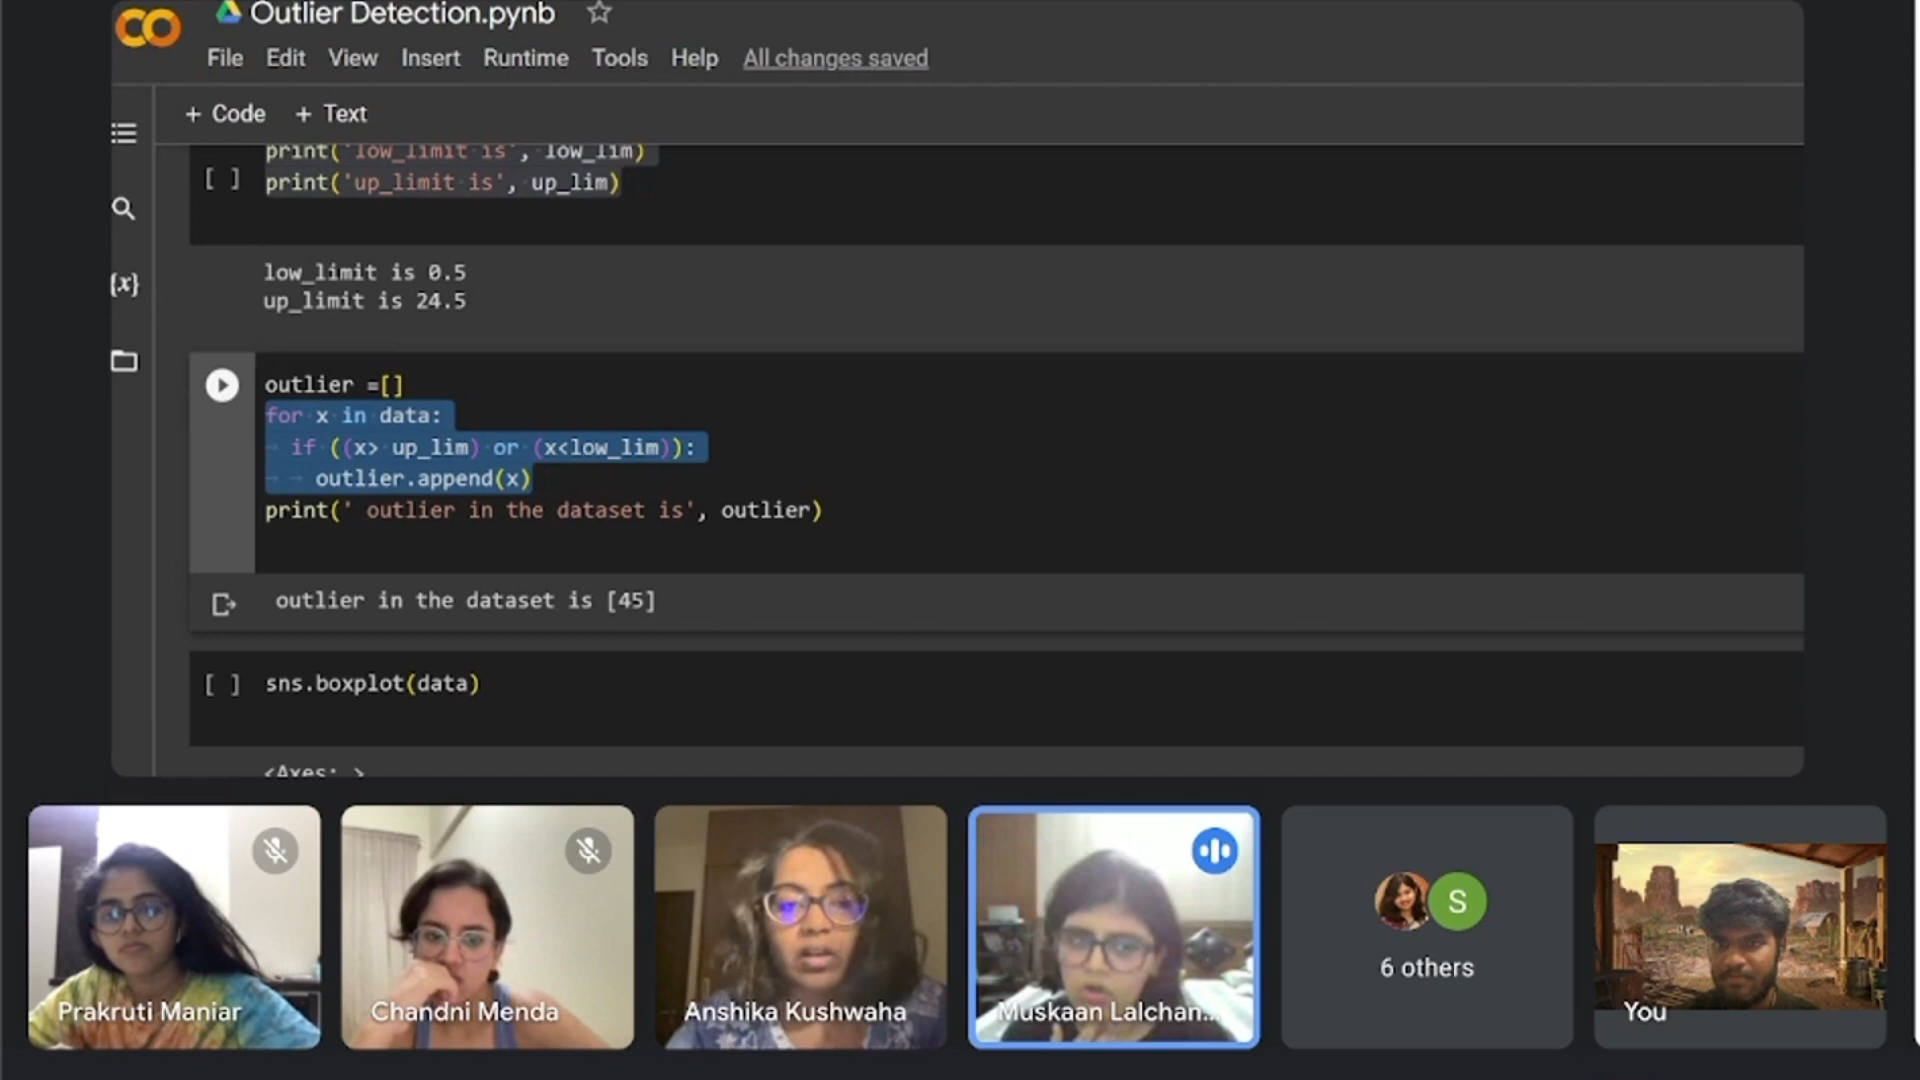 Outlier Detection.pynb
File Edit View Insert Runtime Tools Help All changes saved
+ Code + Text
print('low_limit is', low_lim)
[ ] print('up_limit is', up_lim)
low_limit is 0.5
up_limit is 24.5
{x}
outlier =[]
for x in data:
if ((x> up_lim) or (x<low_lim)):
outlier.append(x)
print(' outlier in the dataset is', outlier)
outlier in the dataset is [45]
[ ] sns.boxplot(data)
<Axes: >
Prakruti Maniar
Chandni Menda
Anshika Kushwaha
Muskaan Lalchan...
S
6 others
You